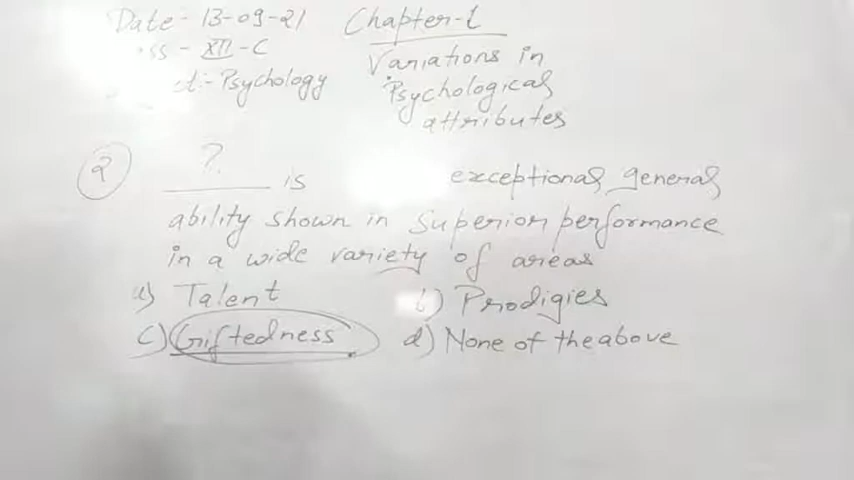 Date - 13-09-21 Chapter-1
- XII - C Variations in
- Psychology Psychological
attributes
2 ? is exceptional general
ability shown in superior performance
in a wide variety of areas
a) Talent b) Prodigies
c) Giftedness d) None of the above